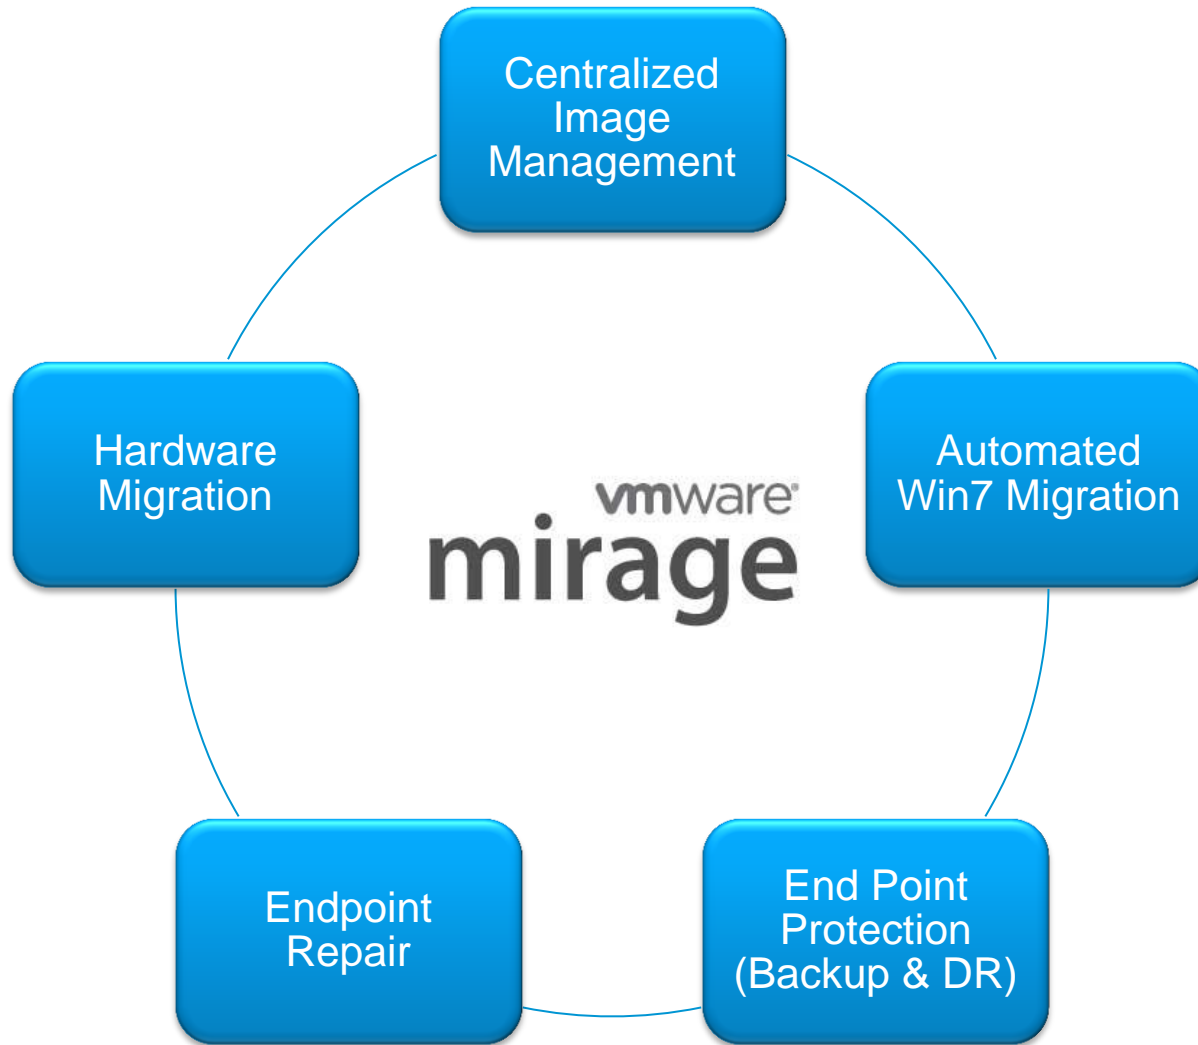 Centralized
Image
Management
Hardware
Migration
vmware®
mirage
Automated
Win7 Migration
Endpoint
Repair
End Point
Protection
(Backup & DR)